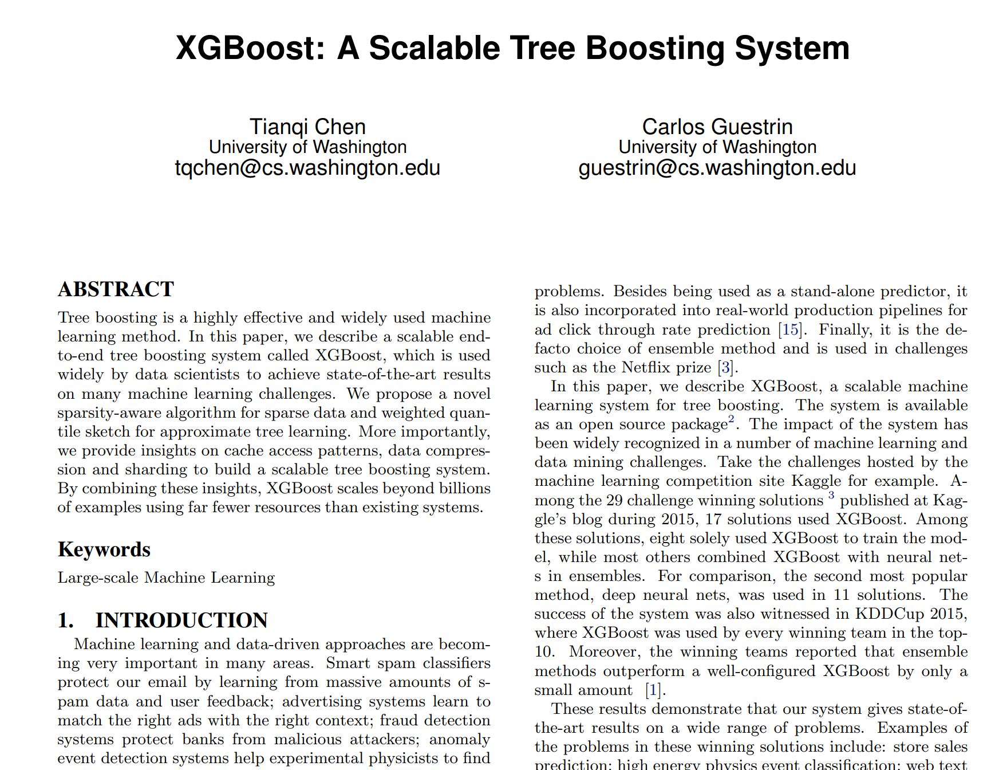 XGBoost: A Scalable Tree Boosting System
Tianqi Chen
University of Washington
tqchen@cs.washington.edu
Carlos Guestrin
University of Washington
guestrin@cs.washington.edu
ABSTRACT
Tree boosting is a highly effective and widely used machine
learning method. In this paper, we describe a scalable end-
to-end tree boosting system called XGBoost, which is used
widely by data scientists to achieve state-of-the-art results
on many machine learning challenges. We propose a novel
sparsity-aware algorithm for sparse data and weighted quan-
tile sketch for approximate tree learning. More importantly,
we provide insights on cache access patterns, data compres-
sion and sharding to build a scalable tree boosting system.
By combining these insights, XGBoost scales beyond billions
of examples using far fewer resources than existing systems.
Keywords
Large-scale Machine Learning
1. INTRODUCTION
Machine learning and data-driven approaches are becom-
ing very important in many areas. Smart spam classifiers
protect our email by learning from massive amounts of s-
pam data and user feedback; advertising systems learn to
match the right ads with the right context; fraud detection
systems protect banks from malicious attackers; anomaly
event detection systems help experimental physicists to find
problems. Besides being used as a stand-alone predictor, it
is also incorporated into real-world production pipelines for
ad click through rate prediction [15]. Finally, it is the de-
facto choice of ensemble method and is used in challenges
such as the Netflix prize [3].
In this paper, we describe XGBoost, a scalable machine
learning system for tree boosting. The system is available
as an open source package2. The impact of the system has
been widely recognized in a number of machine learning and
data mining challenges. Take the challenges hosted by the
machine learning competition site Kaggle for example. A-
mong the 29 challenge winning solutions 3 published at Kag-
gle's blog during 2015, 17 solutions used XGBoost. Among
these solutions, eight solely used XGBoost to train the mod-
el, while most others combined XGBoost with neural net-
s in ensembles. For comparison, the second most popular
method, deep neural nets, was used in 11 solutions. The
success of the system was also witnessed in KDDCup 2015,
where XGBoost was used by every winning team in the top-
10. Moreover, the winning teams reported that ensemble
methods outperform a well-configured XGBoost by only a
small amount [1].
These results demonstrate that our system gives state-of-
the-art results on a wide range of problems. Examples of
the problems in these winning solutions include: store sales
prediction; high energy physics event classification; web text